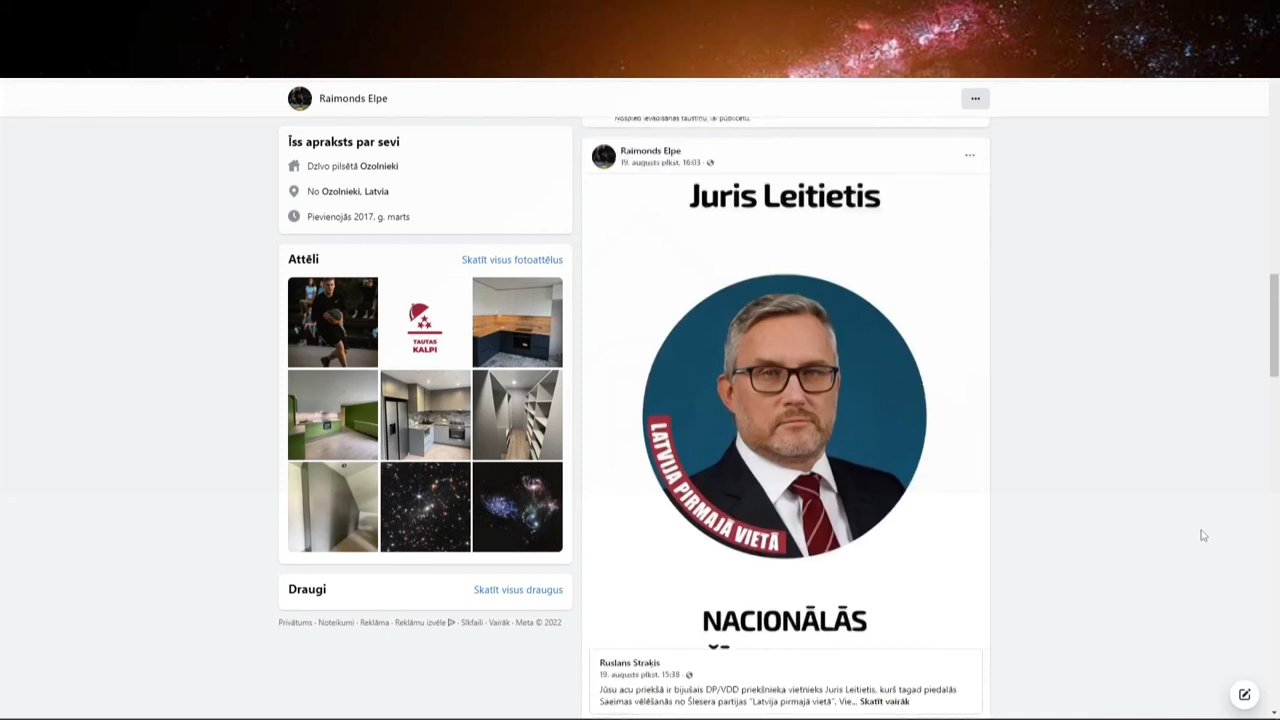 Raimonds Elpe
Īss apraksts par sevi
Dzīvo pilsētā Ozolnieki
No Ozolnieki, Latvia
Pievienojās 2017. g. marts
Attēli
Skatīt visus fotoattēlus
TAUTAS
KALPI
Draugi
Skatīt visus draugus
Privātums · Noteikumi · Reklāma · Reklāmu izvēle · Sīkfaili · Vairāk · Meta © 2022
Nospied ievadīšanas taustiņu, lai publicētu.
Raimonds Elpe
19. augusts plkst. 16:03 ·
Juris Leitietis
LATVIJA PIRMAJĀ VIETĀ
NACIONĀLĀS
Ruslans Straķis
19. augusts plkst. 15:38 ·
Jūsu acu priekšā ir bijušais DP/VDD priekšnieka vietnieks Juris Leitietis, kurš tagad piedalās
Saeimas vēlēšanās no Šlesera partijas "Latvija pirmajā vietā", Vie... Skatīt vairāk